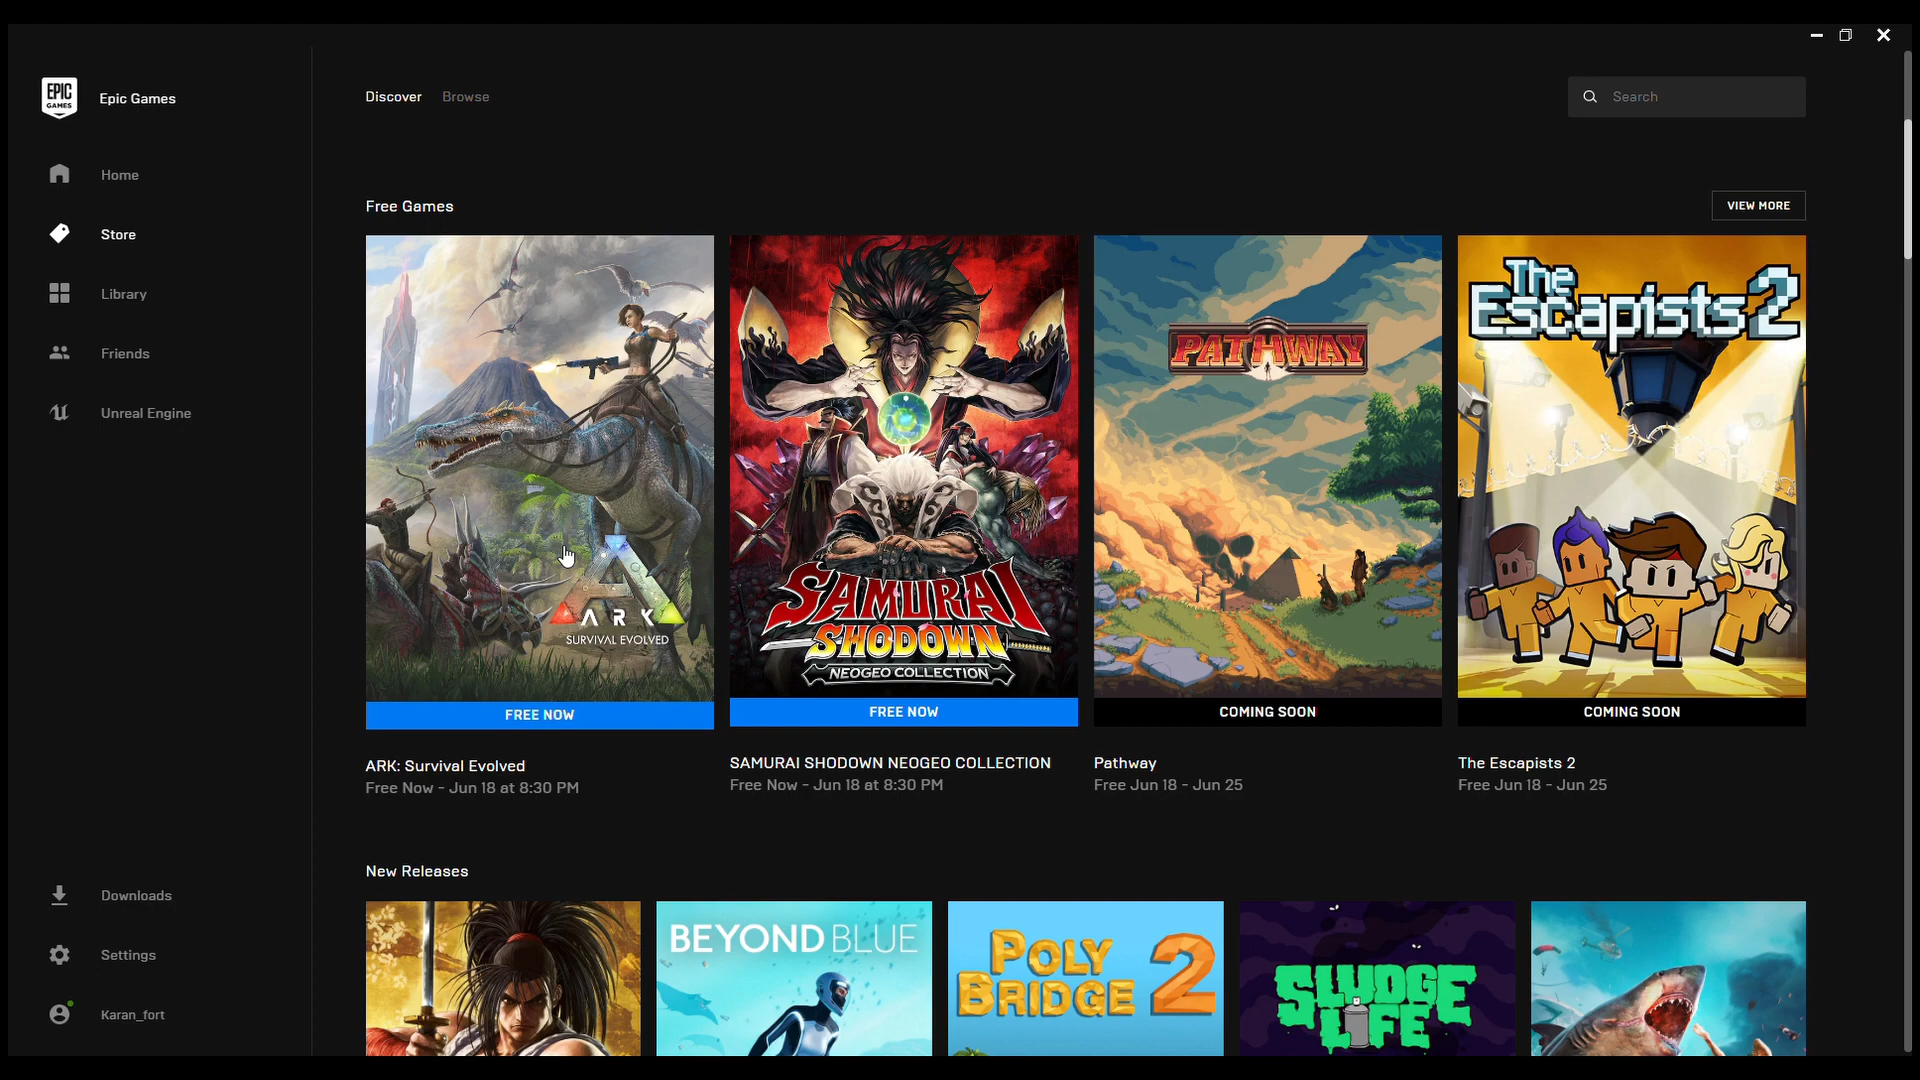 EPIC
GAMES
Epic Games
Discover
Browse
Search
Home
Store
Library
Friends
Unreal Engine
Free Games
VIEW MORE
ARK
SURVIVAL EVOLVED
FREE NOW
ARK: Survival Evolved
Free Now - Jun 18 at 8:30 PM
SAMURAI
SHODOWN
NEOGEO COLLECTION
FREE NOW
SAMURAI SHODOWN NEOGEO COLLECTION
Free Now - Jun 18 at 8:30 PM
PATHWAY
COMING SOON
Pathway
Free Jun 18 - Jun 25
The
Escapists 2
COMING SOON
The Escapists 2
Free Jun 18 - Jun 25
New Releases
BEYOND BLUE
POLY
BRIDGE 2
SLUDGE
LIFE
Downloads
Settings
Karan_fort